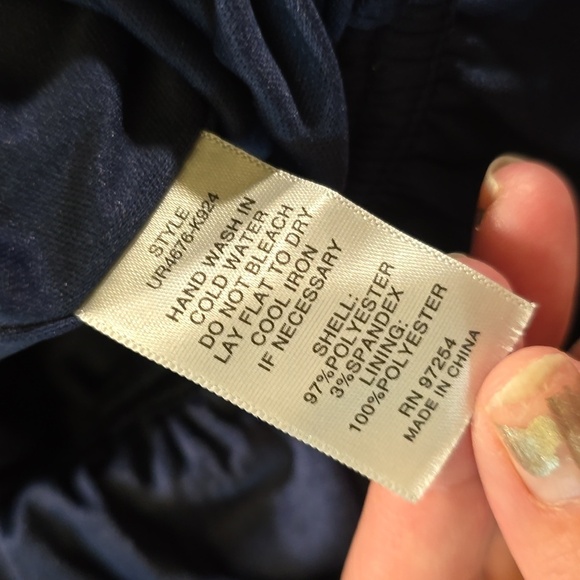 STYLE
UR4676-K924
HAND WASH IN
COLD WATER
DO NOT BLEACH
LAY FLAT TO DRY
COOL IRON
IF NECESSARY
SHELL:
97%POLYESTER
3%SPANDEX
LINING:
100%POLYESTER
RN 97254
MADE IN CHINA